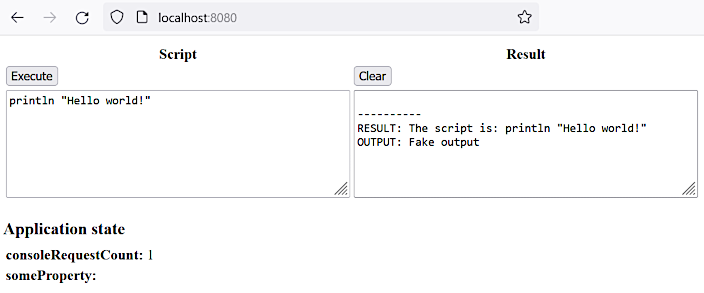 localhost:8080
Script
Result
Execute
Clear
println "Hello world!"
----------
RESULT: The script is: println "Hello world!"
OUTPUT: Fake output
Application state
consoleRequestCount: 1
someProperty: